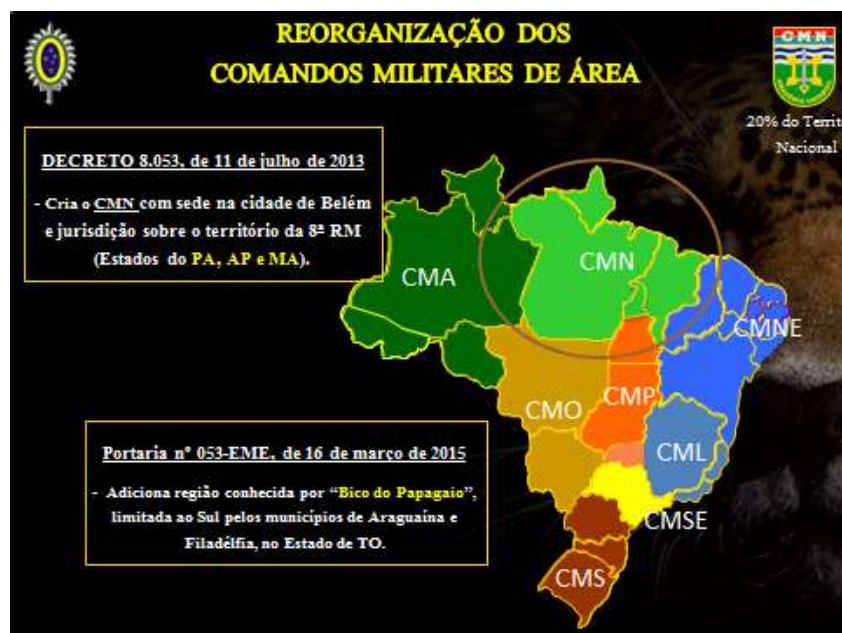 REORGANIZAÇÃO DOS
COMANDOS MILITARES DE ÁREA
CMN
20% do Territó
Nacional
DECRETO 8.053, de 11 de julho de 2013
- Cria o CMN com sede na cidade de Belém
e jurisdição sobre o território da 8ª RM
(Estados do PA, AP e MA).
CMA
CMN
CMNE
CMP
CMO
CML
CMSE
CMS
Portaria nº 053-EME, de 16 de março de 2015
- Adiciona região conhecida por “Bico do Papagaio”,
limitada ao Sul pelos municípios de Araguaína e
Filadélfia, no Estado de TO.